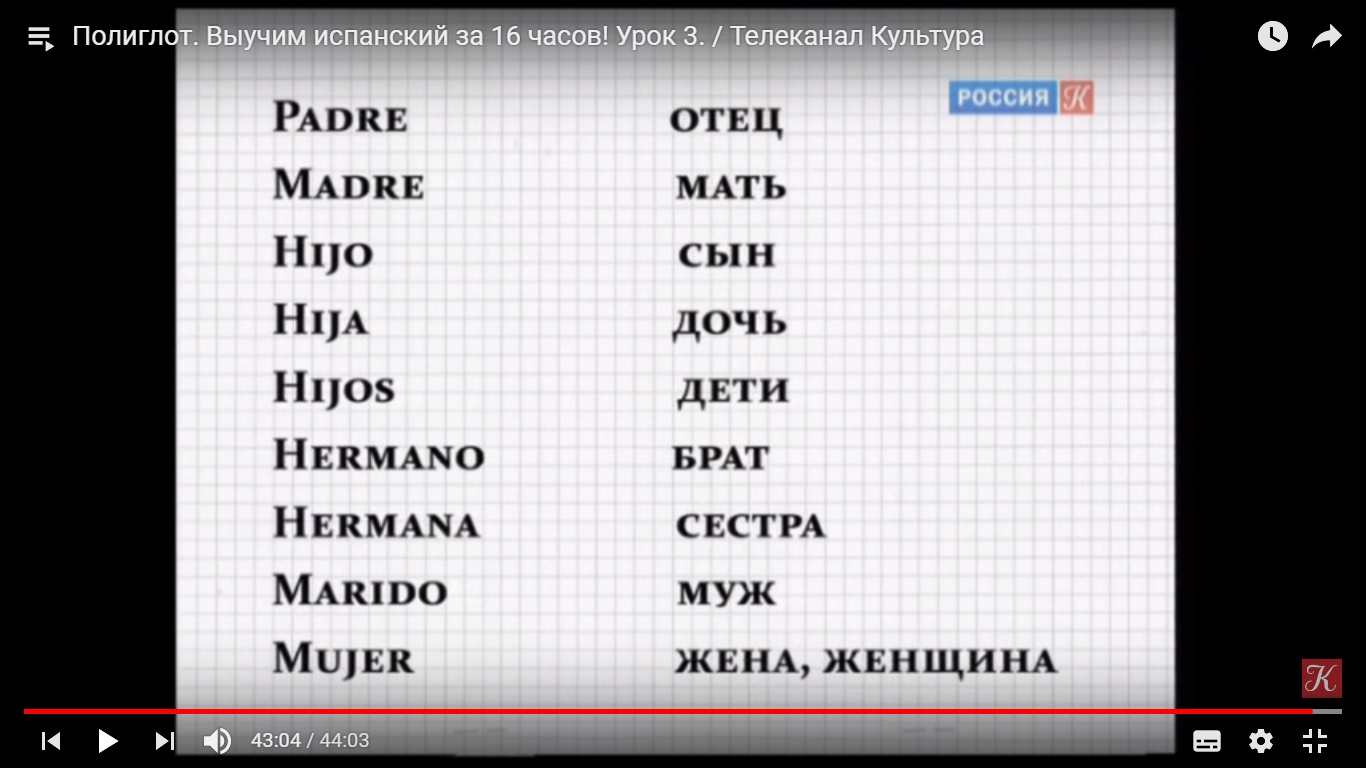 Полиглот. Выучим испанский за 16 часов! Урок 3. / Телеканал Культура
РОССИЯ К
PADRE ОТЕЦ
MADRE МАТЬ
HIJO СЫН
HIJA ДОЧЬ
HIJOS ДЕТИ
HERMANO БРАТ
HERMANA СЕСТРА
MARIDO МУЖ
MUJER ЖЕНА, ЖЕНЩИНА
К
43:04 / 44:03